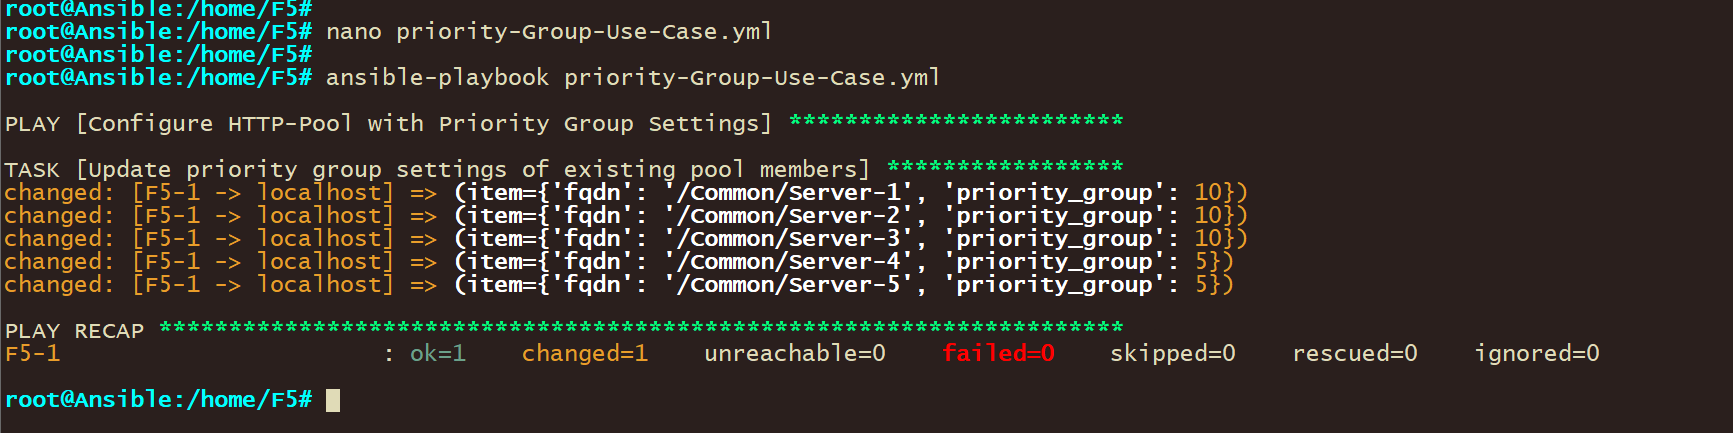 root@Ansible:/home/F5#
root@Ansible:/home/F5# nano priority-Group-Use-Case.yml
root@Ansible:/home/F5#
root@Ansible:/home/F5# ansible-playbook priority-Group-Use-Case.yml
PLAY [Configure HTTP-Pool with Priority Group Settings] ************************
TASK [Update priority group settings of existing pool members] *****************
changed: [F5-1 -> localhost] => (item={'fqdn': '/Common/Server-1', 'priority_group': 10})
changed: [F5-1 -> localhost] => (item={'fqdn': '/Common/Server-2', 'priority_group': 10})
changed: [F5-1 -> localhost] => (item={'fqdn': '/Common/Server-3', 'priority_group': 10})
changed: [F5-1 -> localhost] => (item={'fqdn': '/Common/Server-4', 'priority_group': 5})
changed: [F5-1 -> localhost] => (item={'fqdn': '/Common/Server-5', 'priority_group': 5})
PLAY RECAP *********************************************************************
F5-1                       : ok=1    changed=1    unreachable=0    failed=0    skipped=0    rescued=0    ignored=0
root@Ansible:/home/F5#